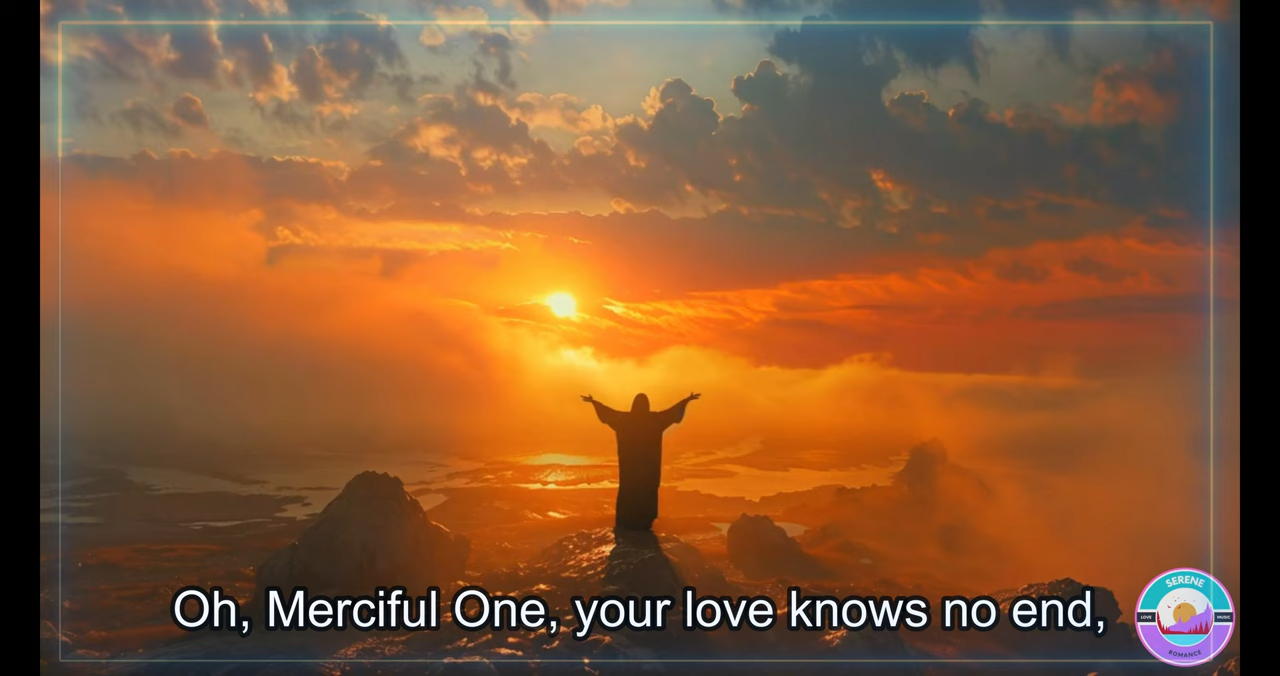 Oh, Merciful One, your love knows no end,
SERENE
LOVE
MUSIC
ROMANCE